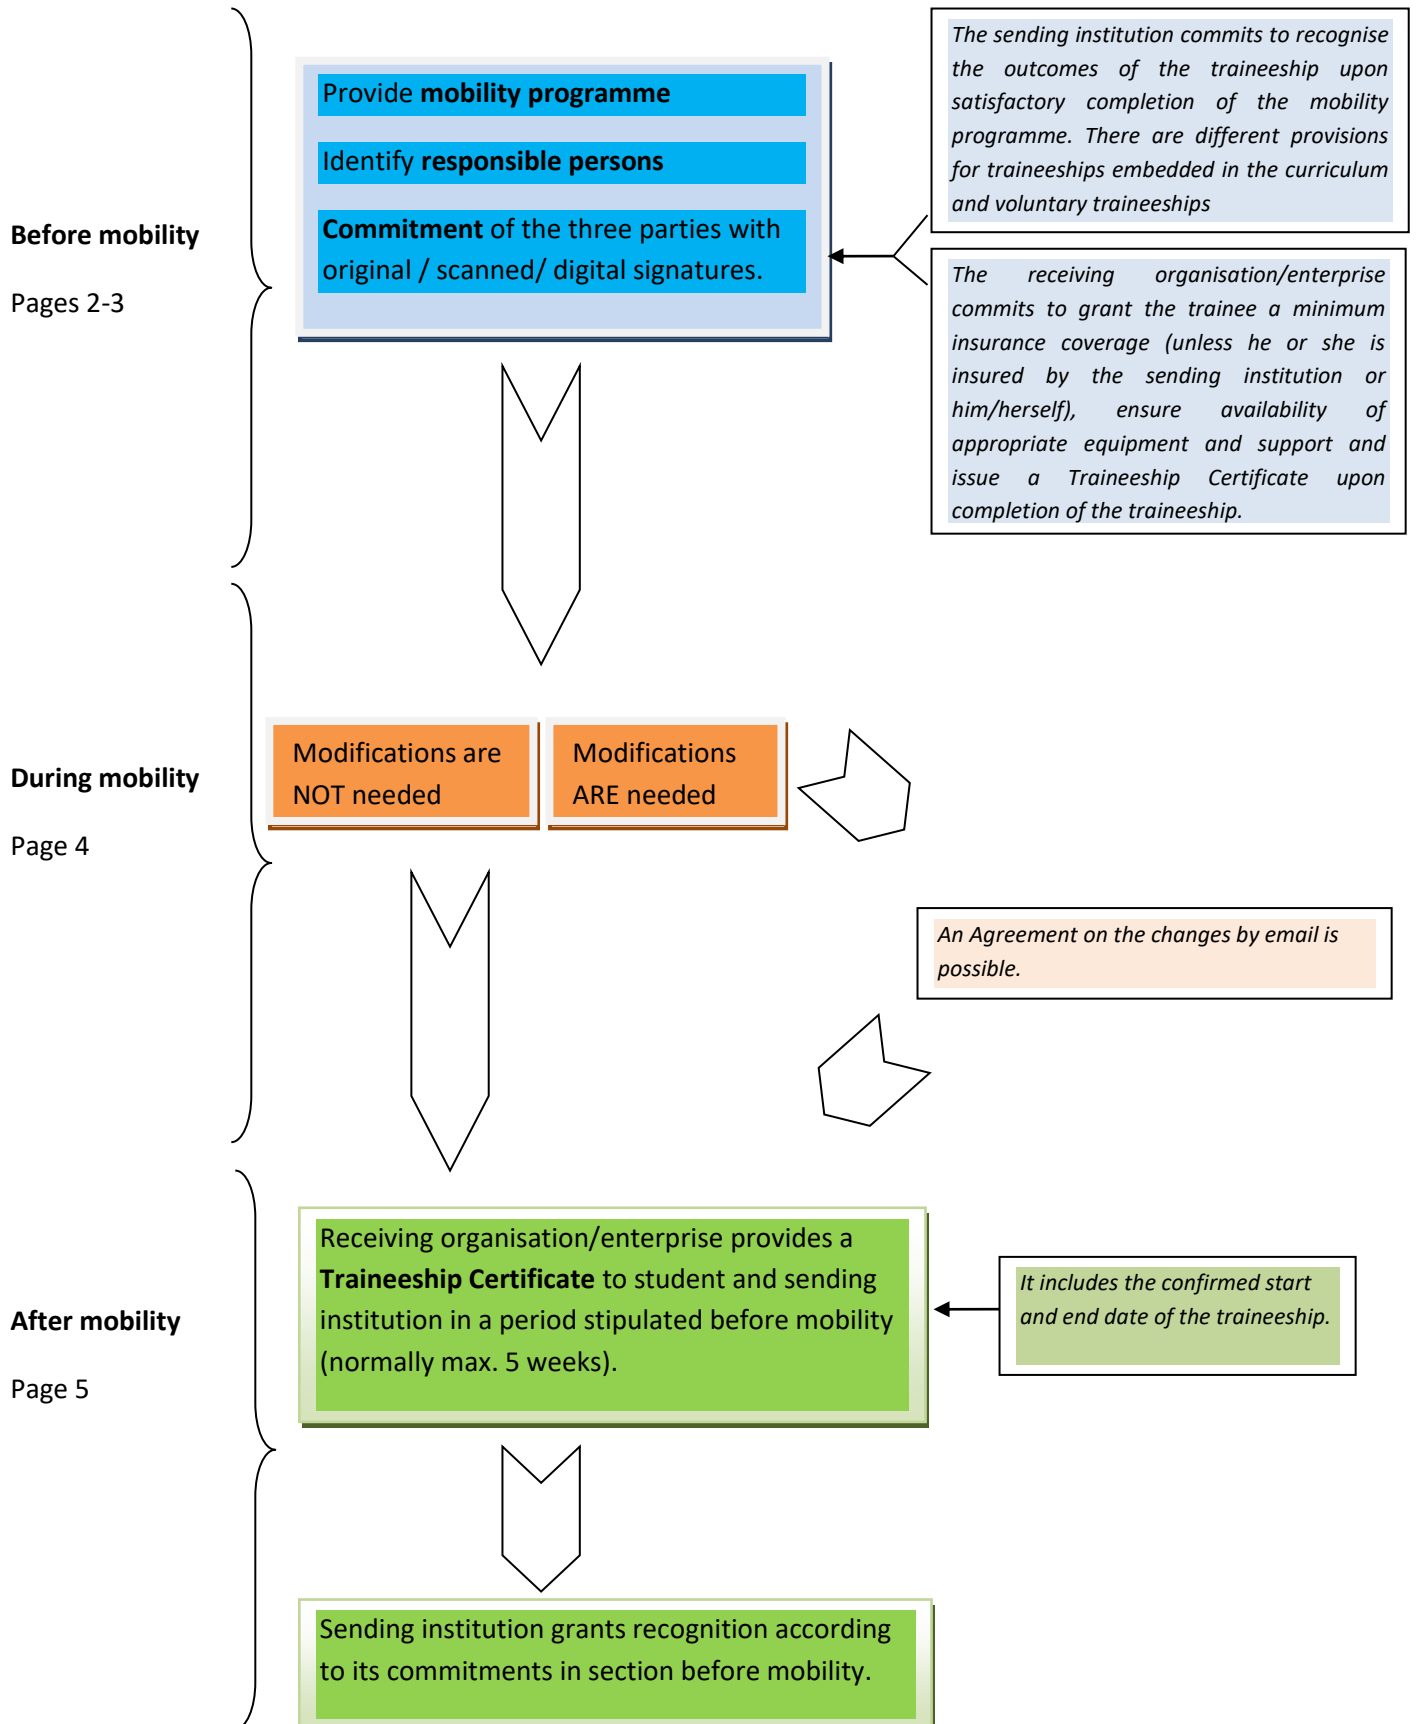 Before mobility
Pages 2-3
Provide mobility programme
Identify responsible persons
Commitment of the three parties with
original / scanned/ digital signatures.
The sending institution commits to recognise
the outcomes of the traineeship upon
satisfactory completion of the mobility
programme. There are different provisions
for traineeships embedded in the curriculum
and voluntary traineeships
The receiving organisation/enterprise
commits to grant the trainee a minimum
insurance coverage (unless he or she is
insured by the sending institution or
him/herself), ensure availability of
appropriate equipment and support and
issue a Traineeship Certificate upon
completion of the traineeship.
During mobility
Page 4
Modifications are
NOT needed
Modifications
ARE needed
An Agreement on the changes by email is
possible.
After mobility
Page 5
Receiving organisation/enterprise provides a
Traineeship Certificate to student and sending
institution in a period stipulated before mobility
(normally max. 5 weeks).
It includes the confirmed start
and end date of the traineeship.
Sending institution grants recognition according
to its commitments in section before mobility.